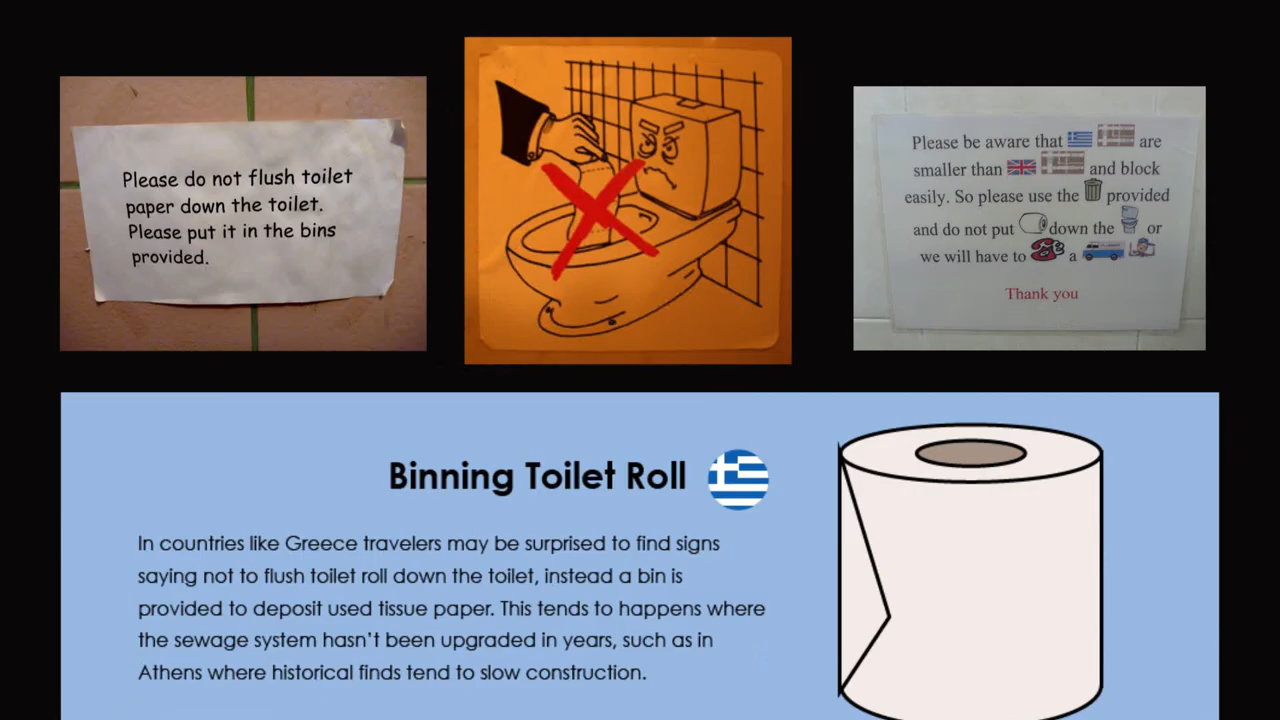 Please do not flush toilet
paper down the toilet.
Please put it in the bins
provided.
Please be aware that are
smaller than and block
easily. So please use the provided
and do not put down the or
we will have to a
Thank you
Binning Toilet Roll
In countries like Greece travelers may be surprised to find signs
saying not to flush toilet roll down the toilet, instead a bin is
provided to deposit used tissue paper. This tends to happens where
the sewage system hasn't been upgraded in years, such as in
Athens where historical finds tend to slow construction.